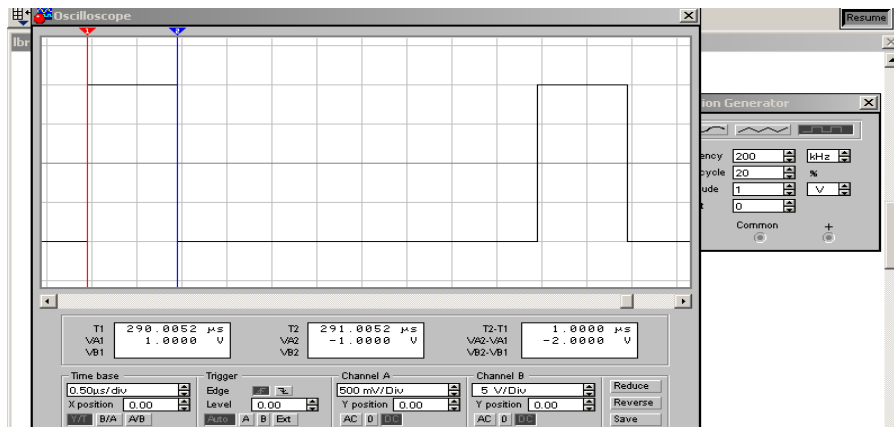 Oscilloscope
Resume
1 2
ion Generator
ency 200 kHz
cycle 20 %
ude 1 V
t 0
Common +
T1 290.0052 µs T2 291.0052 µs T2-T1 1.0000 µs
VA1 1.0000 V VA2 -1.0000 V VA2-VA1 -2.0000 V
VB1 VB2 VB2-VB1
Time base Trigger Channel A Channel B
0.50µs/div Edge 500 mV/Div 5 V/Div Reduce
X position 0.00 Level 0.00 Y position 0.00 Y position 0.00 Reverse
Y/T B/A A/B Auto A B Ext AC 0 DC AC 0 DC Save